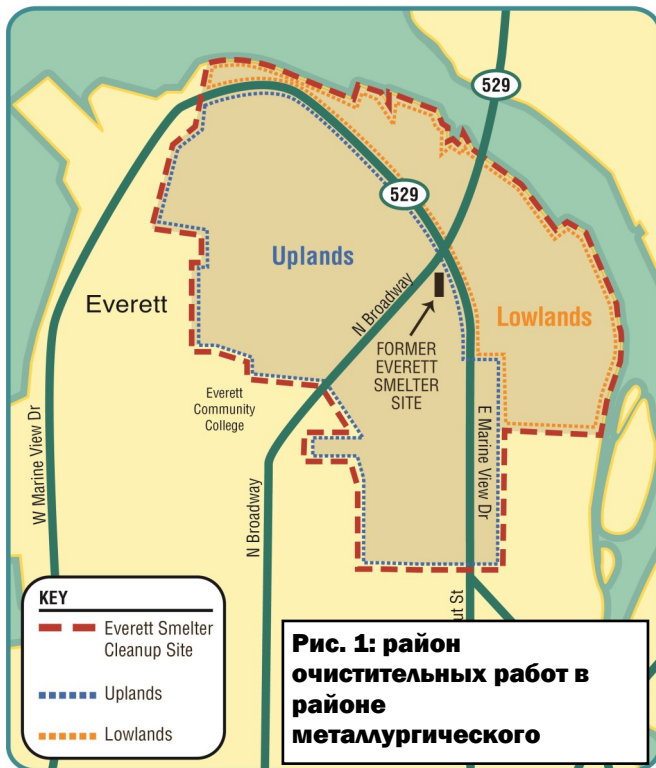 529
529
Uplands
Everett
N Broadway
Lowlands
FORMER
EVERETT
SMELTER
SITE
Everett
Community
College
W Marine View Dr
N Broadway
E Marine View Dr
KEY
Everett Smelter
Cleanup Site
Uplands
Lowlands
Рис. 1: район
очистительных работ в
районе
металлургического